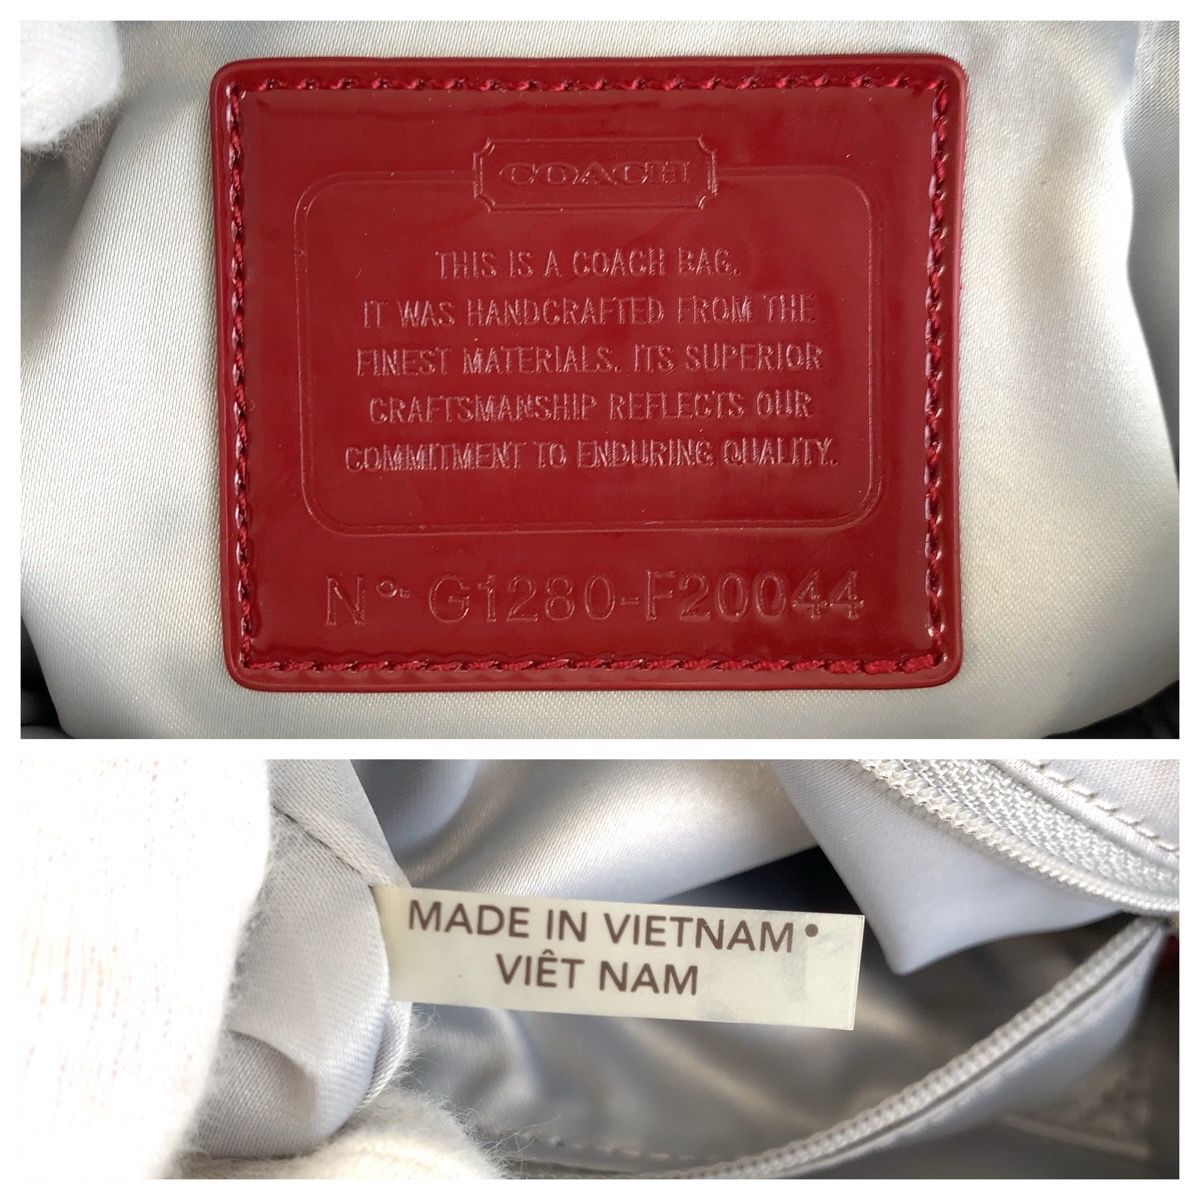 COACH
THIS IS A COACH BAG.
IT WAS HANDCRAFTED FROM THE
FINEST MATERIALS. ITS SUPERIOR
CRAFTSMANSHIP REFLECTS OUR
COMMITMENT TO ENDURING QUALITY.
Nº G1280-F20044
MADE IN VIETNAM •
VIÊT NAM